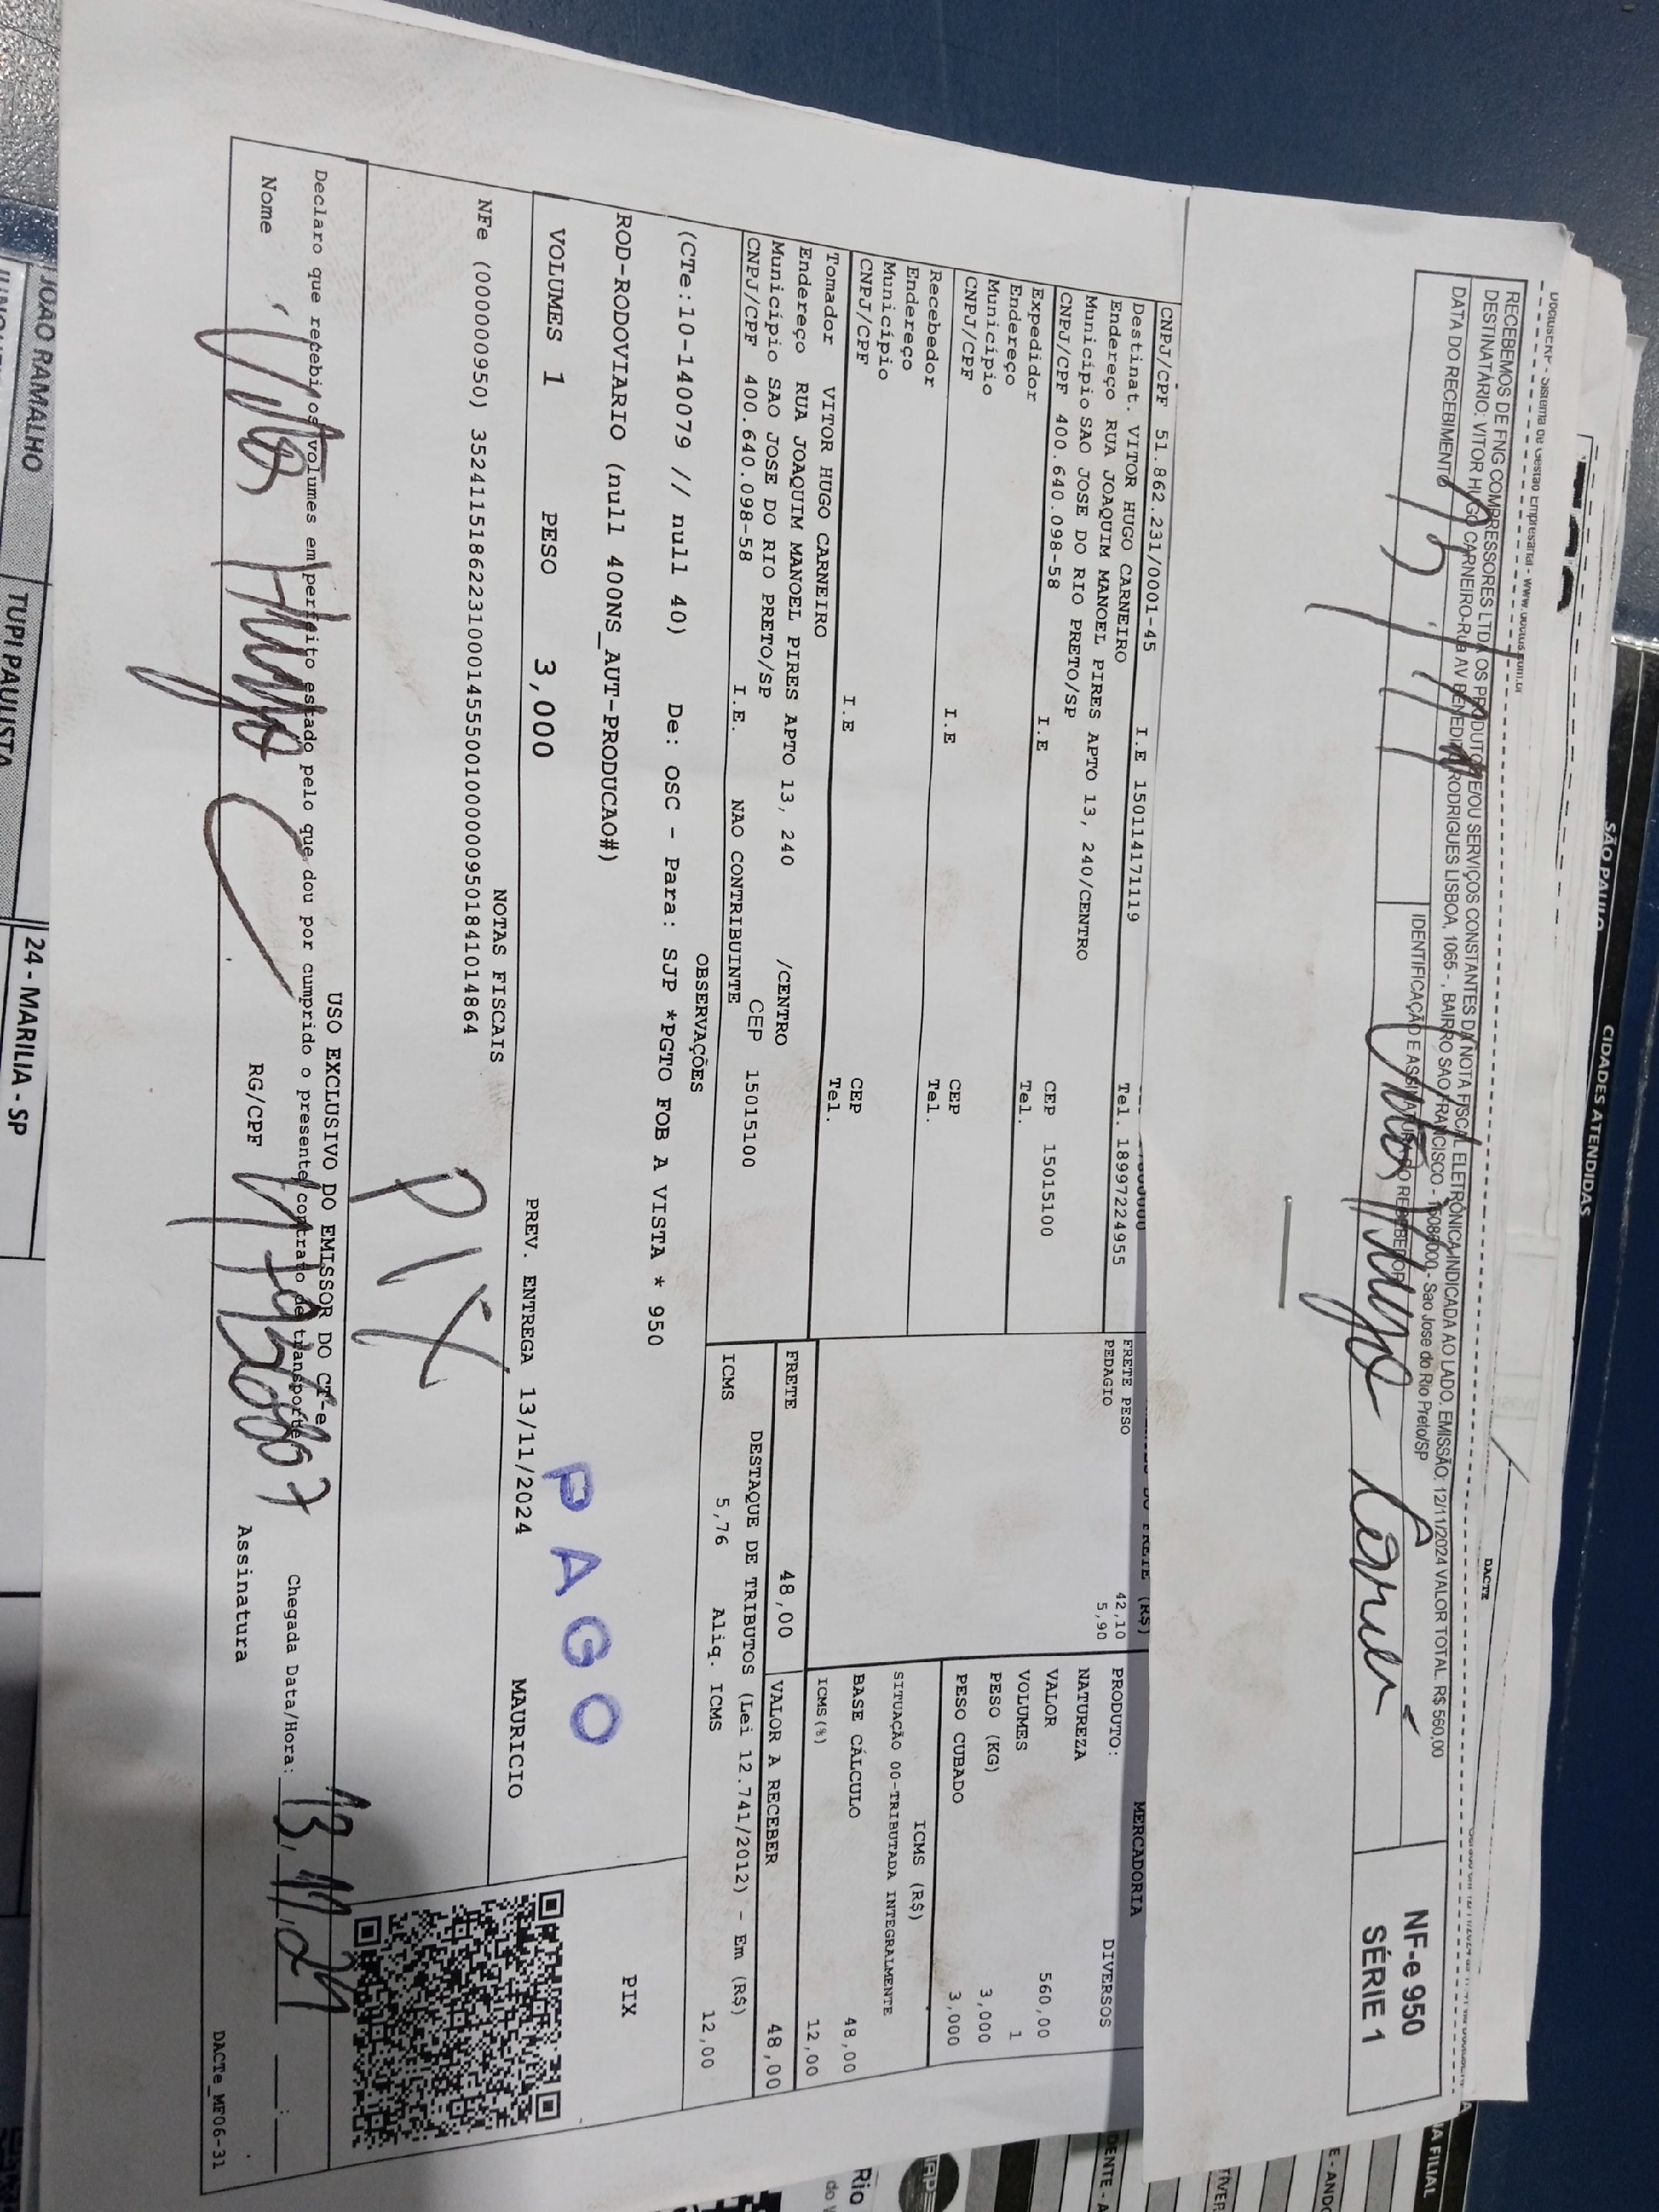 RECEBEMOS DE FNG COMPRESSORES LTDA OS PRODUTOS E/OU SERVIÇOS CONSTANTES DA NOTA FISCAL ELETRÔNICA INDICADA AO LADO, EMISSÃO: 12/11/2024 VALOR TOTAL: R$ 560,00
DESTINATÁRIO: VITOR HUGO CARNEIRO-Rua AV BENEDITO RODRIGUES LISBOA, 1065 - , BAIRRO SAO FRANCISCO - 15086000 - Sao Jose do Rio Preto/SP
DATA DO RECEBIMENTO
IDENTIFICAÇÃO E ASSINATURA DO RECEBEDOR
Vitor Hugo
NF-e 950
SÉRIE 1
DACTE
CNPJ/CPF 51.862.231/0001-45 I.E 150114171119
Destinat. VITOR HUGO CARNEIRO Tel. 18997224955
Endereço RUA JOAQUIM MANOEL PIRES APTO 13, 240/CENTRO
Município SAO JOSE DO RIO PRETO/SP CEP 15015100
CNPJ/CPF 400.640.098-58 I.E Tel.
Expedidor
Endereço
Município CEP
CNPJ/CPF I.E Tel.
Recebedor
Endereço
Município CEP
CNPJ/CPF I.E Tel.
Tomador VITOR HUGO CARNEIRO
Endereço RUA JOAQUIM MANOEL PIRES APTO 13, 240 /CENTRO
Município SAO JOSE DO RIO PRETO/SP CEP 15015100
CNPJ/CPF 400.640.098-58 I.E. NAO CONTRIBUINTE
FRETE PESO 42,10
PEDAGIO 5,90
MERCADORIA
PRODUTO: DIVERSOS
NATUREZA
VALOR 560,00
VOLUMES 1
PESO (KG) 3,000
PESO CUBADO 3,000
ICMS (R$)
SITUAÇÃO 00-TRIBUTADA INTEGRALMENTE
BASE CÁLCULO 48,00
ICMS(%) 12,00
FRETE 48,00 VALOR A RECEBER 48,00
DESTAQUE DE TRIBUTOS (Lei 12.741/2012) - Em (R$)
ICMS 5,76 Aliq. ICMS 12,00
OBSERVAÇÕES
(CTe:10-140079 // null 40) De: OSC - Para: SJP *PGTO FOB A VISTA * 950
ROD-RODOVIARIO (null 400NS_AUT-PRODUCAO#)
PIX
PAGO
VOLUMES 1 PESO 3,000 PREV. ENTREGA 13/11/2024 MAURICIO
NOTAS FISCAIS
NFe (000000950) 35241151862231000145550010000009501841014864
PIX
USO EXCLUSIVO DO EMISSOR DO CT-e
Declaro que recebi os volumes em perfeito estado pelo que dou por cumprido o presente contrato de transporte
Chegada Data/Hora: 13/11/24
Nome Vitor Hugo C RG/CPF
Assinatura
DACTe_MF06-31
JOÃO RAMALHO
TUPI PAULISTA
24 - MARILIA - SP
SÃO PAULO
CIDADES ATENDIDAS